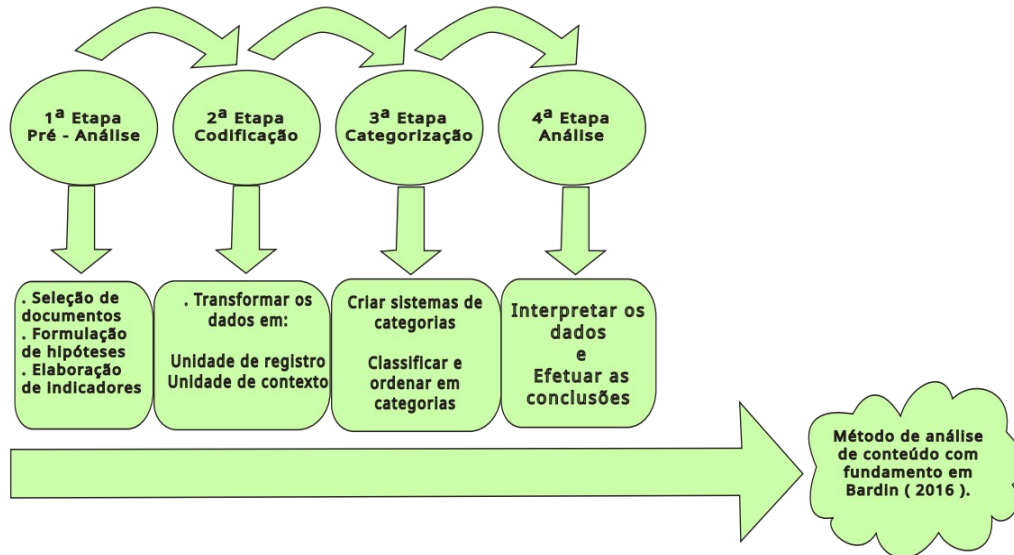 1ª Etapa
Pré - Análise
2ª Etapa
Codificação
3ª Etapa
Categorização
4ª Etapa
Análise
. Seleção de
documentos
. Formulação
de hipóteses
. Elaboração
de indicadores
. Transformar os
dados em:
Unidade de registro
Unidade de contexto
Criar sistemas de
categorias
Classificar e
ordenar em
categorias
Interpretar os
dados
e
Efetuar as
conclusões
Método de análise
de conteúdo com
fundamento em
Bardin ( 2016 ).